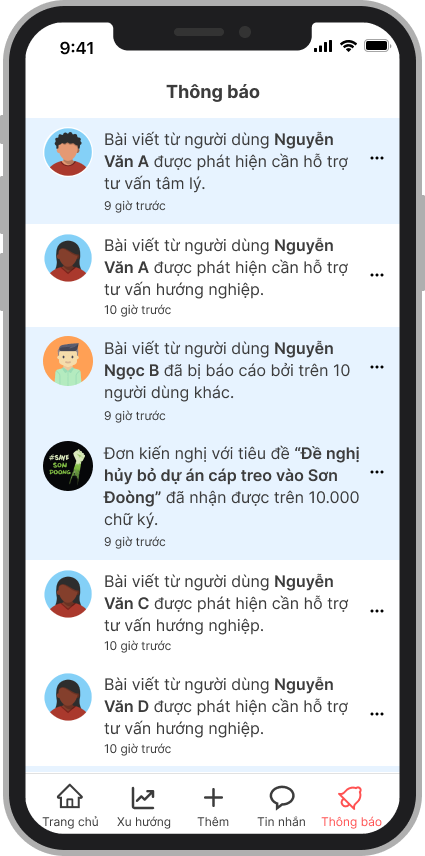 9:41
Thông báo
Bài viết từ người dùng Nguyễn
Văn A được phát hiện cần hỗ trợ
tư vấn tâm lý.
9 giờ trước
Bài viết từ người dùng Nguyễn
Văn A được phát hiện cần hỗ trợ
tư vấn hướng nghiệp.
10 giờ trước
Bài viết từ người dùng Nguyễn
Ngọc B đã bị báo cáo bởi trên 10
người dùng khác.
9 giờ trước
#SAVE
SON
DOONG
Đơn kiến nghị với tiêu đề “Đề nghị
hủy bỏ dự án cáp treo vào Sơn
Đoòng” đã nhận được trên 10.000
chữ ký.
9 giờ trước
Bài viết từ người dùng Nguyễn
Văn C được phát hiện cần hỗ trợ
tư vấn hướng nghiệp.
10 giờ trước
Bài viết từ người dùng Nguyễn
Văn D được phát hiện cần hỗ trợ
tư vấn hướng nghiệp.
10 giờ trước
Trang chủ Xu hướng Thêm Tin nhắn Thông báo